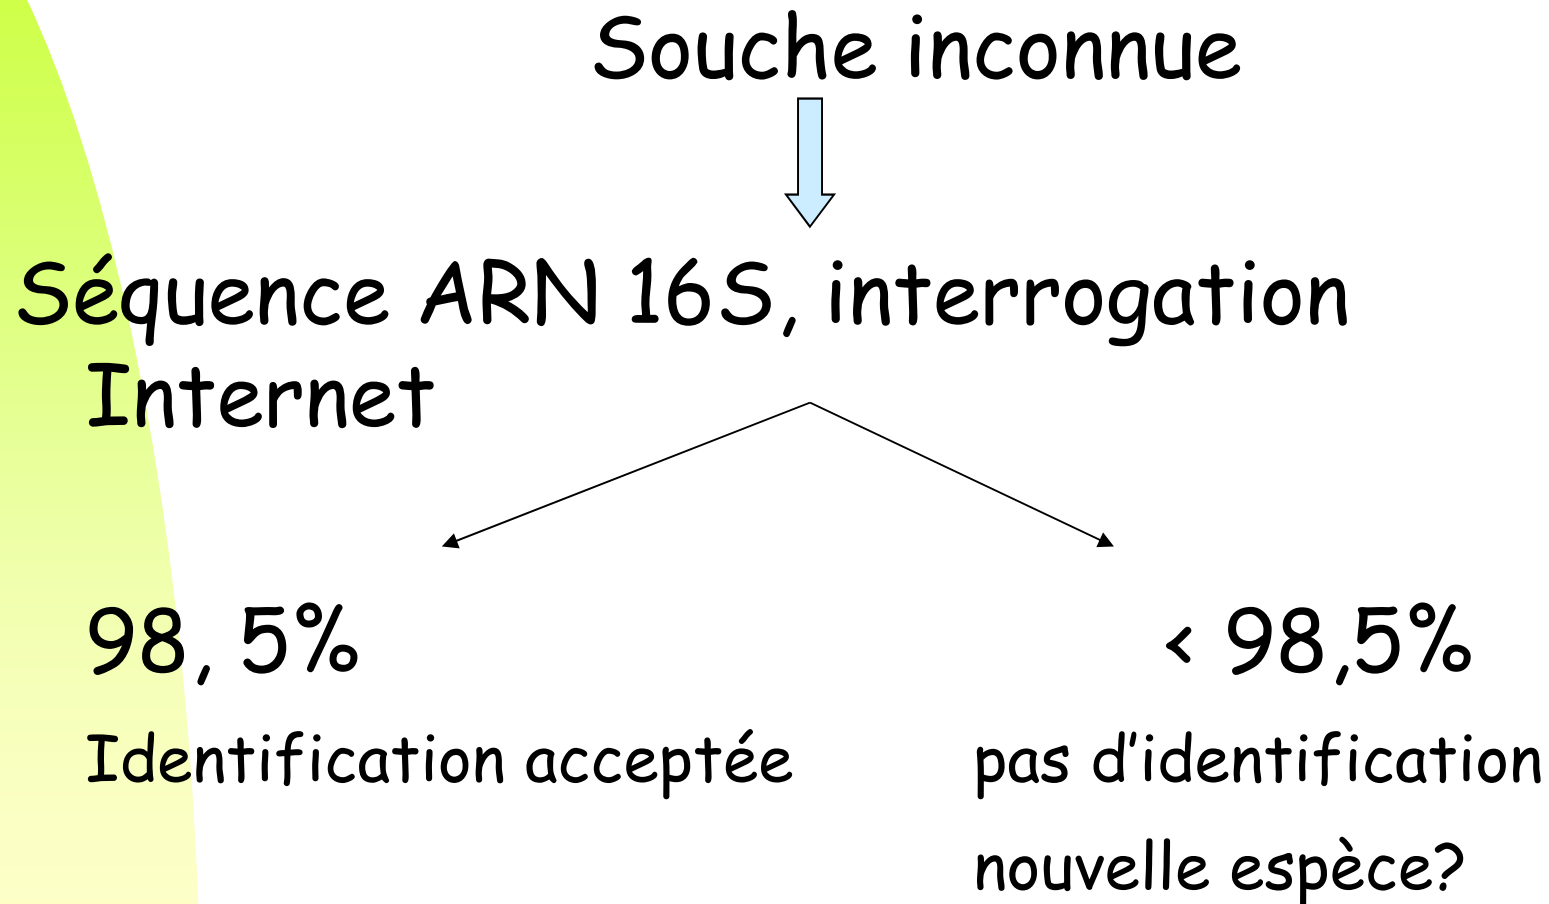 Souche inconnue
Séquence ARN 16S, interrogation
Internet
98, 5% < 98,5%
Identification acceptée pas d'identification
nouvelle espèce?